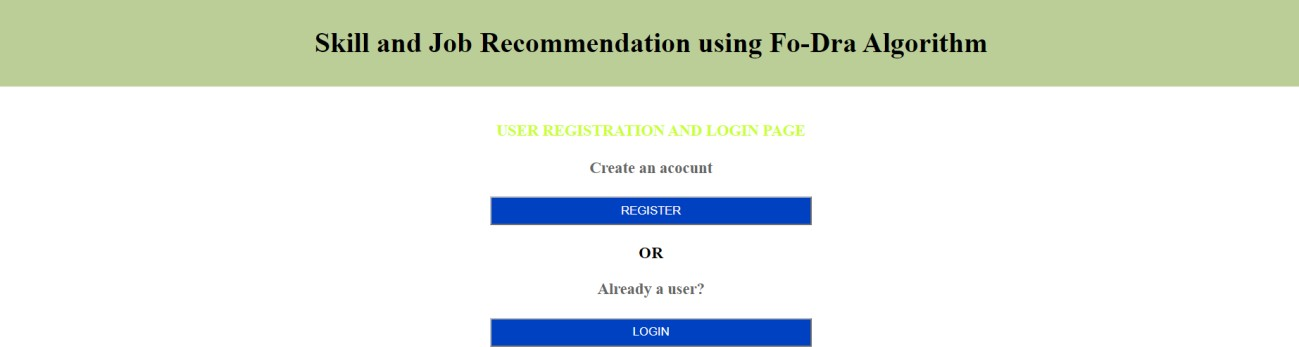 Skill and Job Recommendation using Fo-Dra Algorithm
USER REGISTRATION AND LOGIN PAGE
Create an acocunt
REGISTER
OR
Already a user?
LOGIN